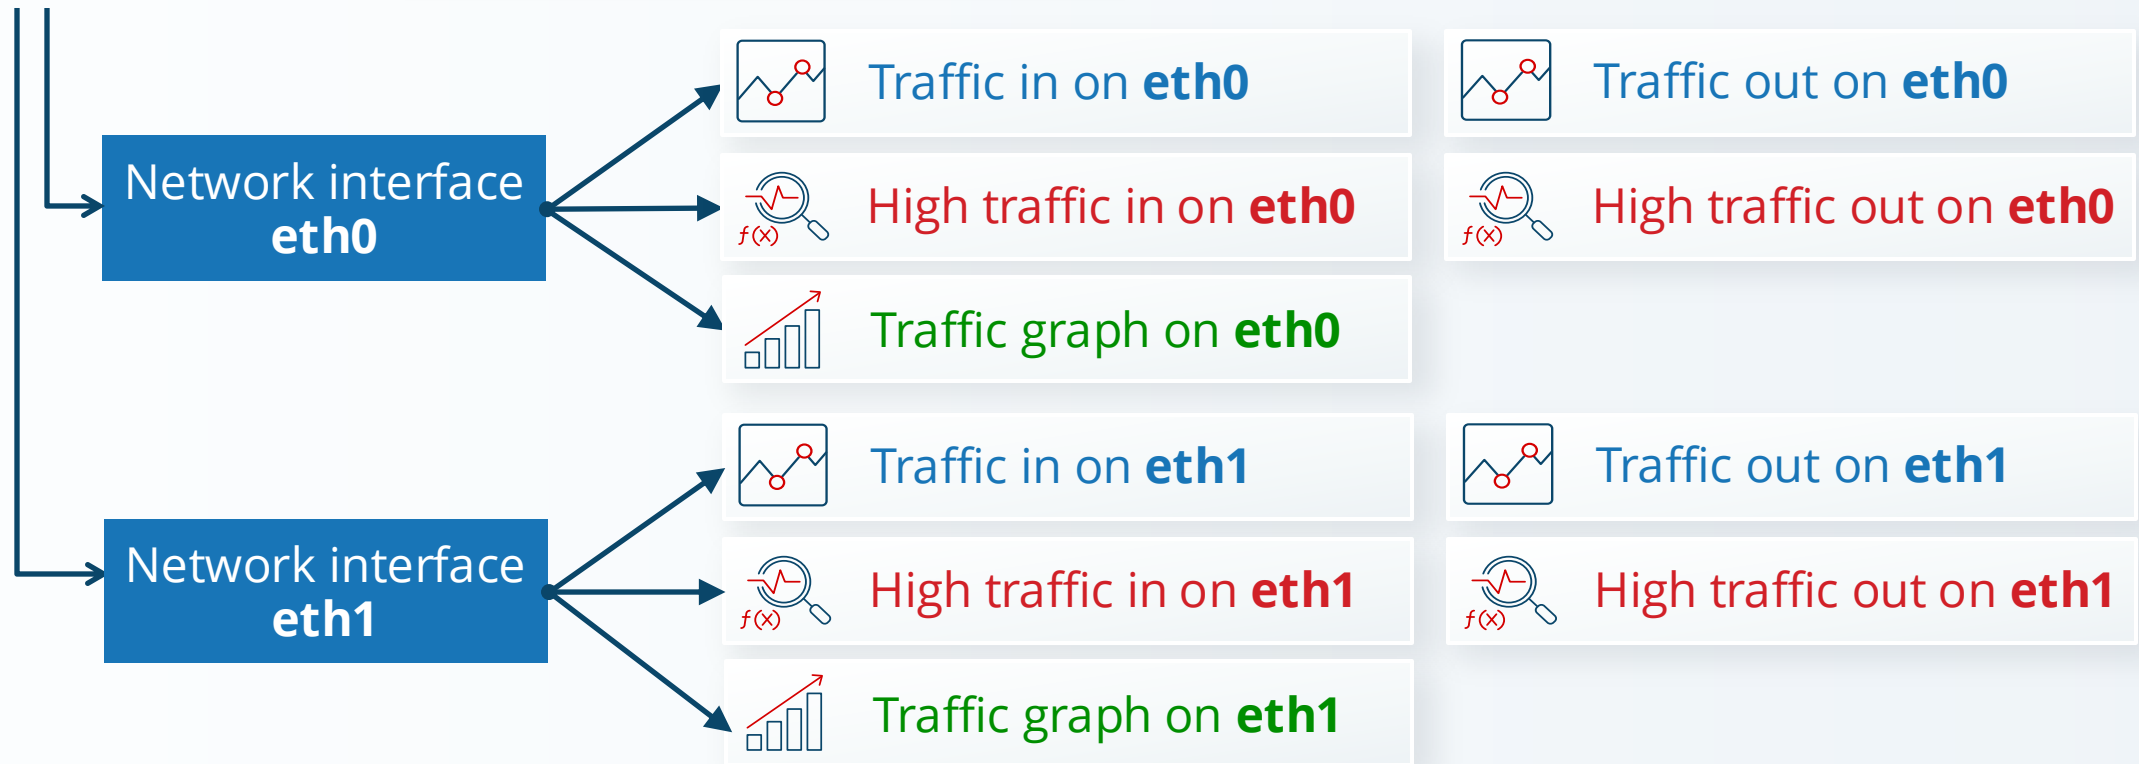 Traffic in on eth0
Traffic out on eth0
Network interface
eth0
High traffic in on eth0
f(x)
High traffic out on eth0
f(x)
Traffic graph on eth0
Traffic in on eth1
Traffic out on eth1
Network interface
eth1
High traffic in on eth1
f(x)
High traffic out on eth1
f(x)
Traffic graph on eth1